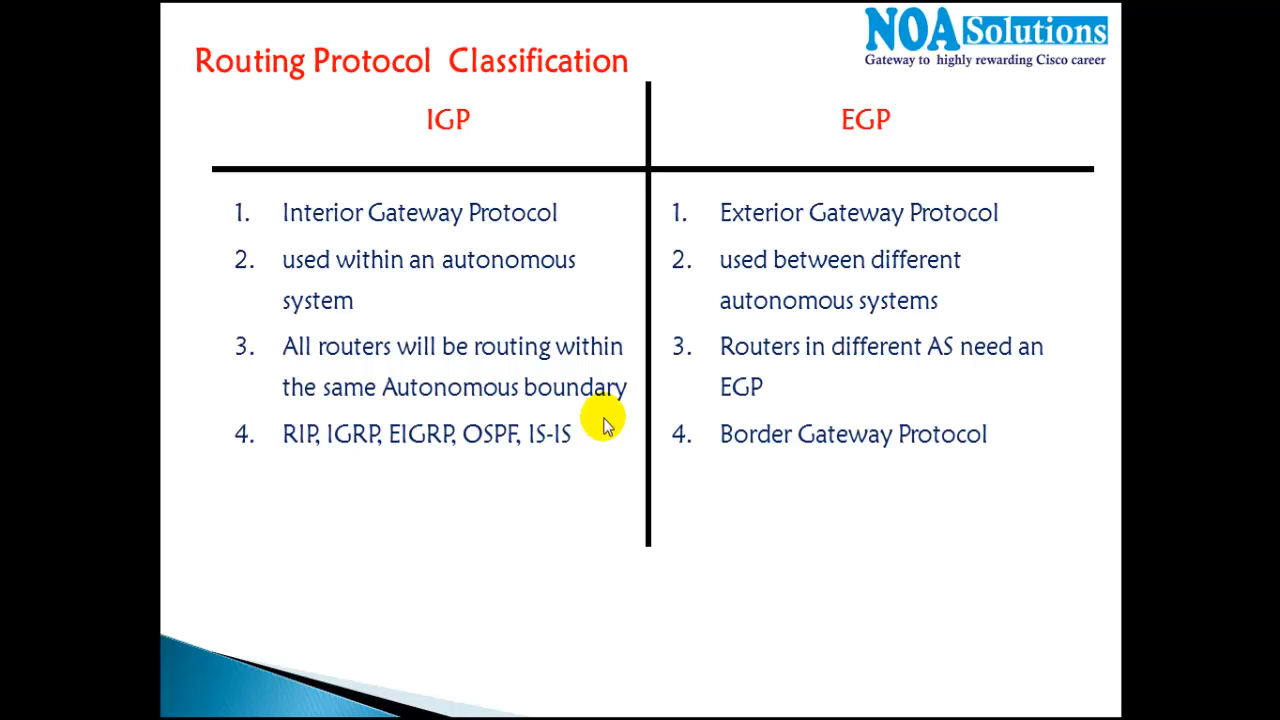 NOA Solutions
Gateway to highly rewarding Cisco career
Routing Protocol Classification
IGP
1. Interior Gateway Protocol
2. used within an autonomous
system
3. All routers will be routing within
the same Autonomous boundary
4. RIP, IGRP, EIGRP, OSPF, IS-IS
EGP
1. Exterior Gateway Protocol
2. used between different
autonomous systems
3. Routers in different AS need an
EGP
4. Border Gateway Protocol